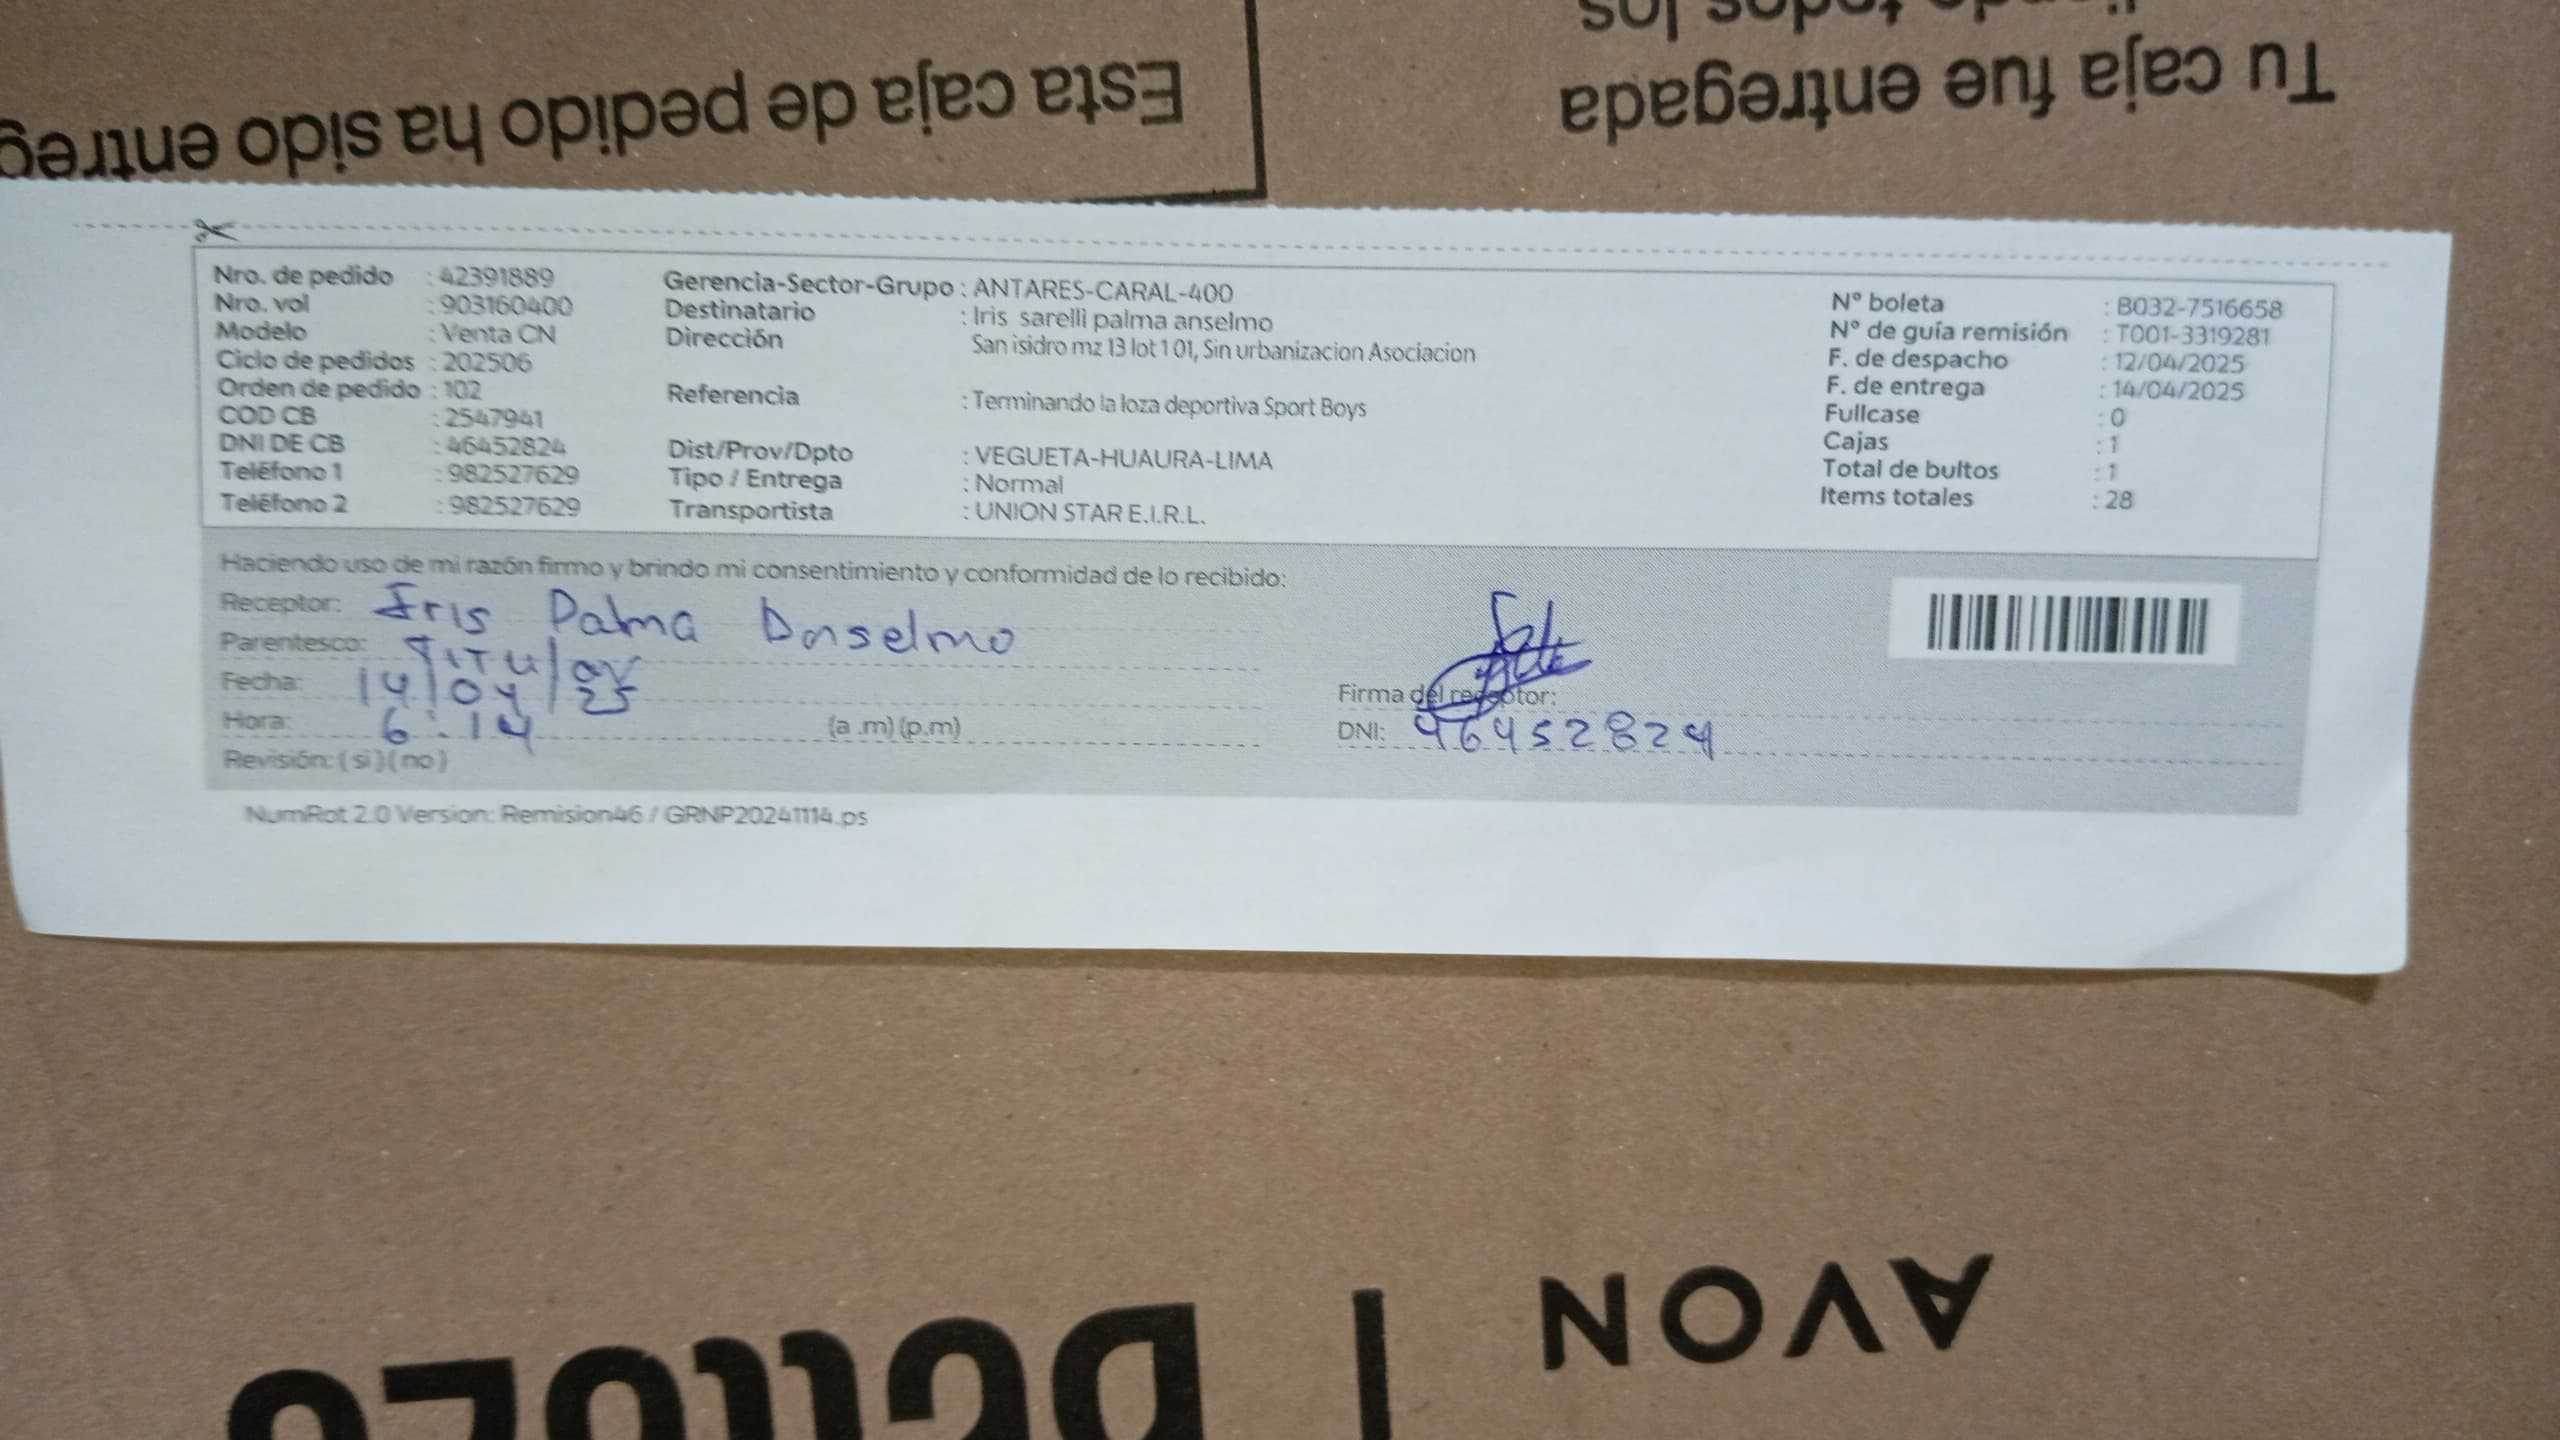 diendo todos los
Tu caja fue entregada
Esta caja de pedido ha sido entreg
Nro. de pedido : 42391889
Nro. vol : 903160400
Modelo : Venta CN
Ciclo de pedidos : 202506
Orden de pedido : 102
COD CB : 2547941
DNI DE CB : 46452824
Teléfono 1 : 982527629
Teléfono 2 : 982527629
Gerencia-Sector-Grupo : ANTARES-CARAL-400
Destinatario : Iris sarelli palma anselmo
Dirección San isidro mz 13 lot 1 01, Sin urbanizacion Asociacion
Referencia : Terminando la loza deportiva Sport Boys
Dist/Prov/Dpto : VEGUETA-HUAURA-LIMA
Tipo / Entrega : Normal
Transportista : UNION STAR E.I.R.L.
N° boleta : B032-7516658
N° de guía remisión : T001-3319281
F. de despacho : 12/04/2025
F. de entrega : 14/04/2025
Fullcase : 0
Cajas : 1
Total de bultos : 1
Items totales : 28
Haciendo uso de mi razón firmo y brindo mi consentimiento y conformidad de lo recibido:
Receptor: Iris Palma Anselmo
Parentesco: Titular
Fecha: 14/04/25
Hora: 6:14 (a .m) (p.m)
Revisión: ( si ) ( no )
Firma del receptor:
DNI: 46452824
NumRot 2.0 Version: Remision46 / GRNP20241114.ps
AVON |